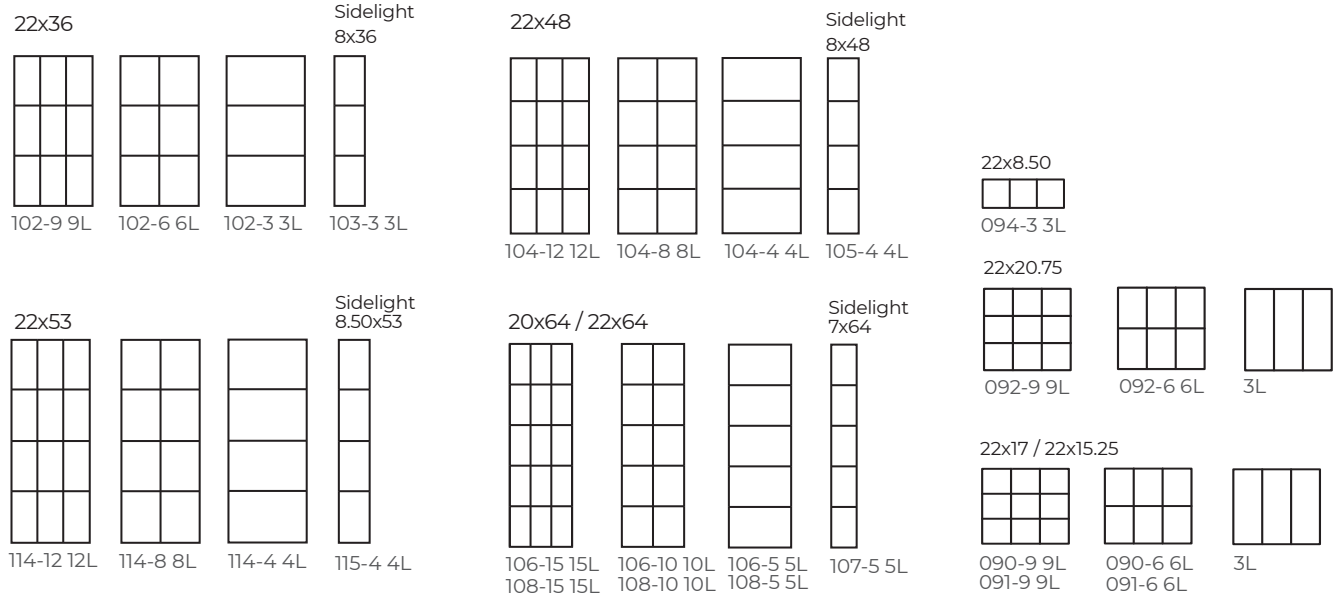 22x36
Sidelight
8x36
102-9 9L
102-6 6L
102-3 3L
103-3 3L
22x48
Sidelight
8x48
104-12 12L
104-8 8L
104-4 4L
105-4 4L
22x53
Sidelight
8.50x53
114-12 12L
114-8 8L
114-4 4L
115-4 4L
20x64 / 22x64
Sidelight
7x64
106-15 15L
108-15 15L
106-10 10L
108-10 10L
106-5 5L
108-5 5L
107-5 5L
22x8.50
094-3 3L
22x20.75
092-9 9L
092-6 6L
3L
22x17 / 22x15.25
090-9 9L
091-9 9L
090-6 6L
091-6 6L
3L